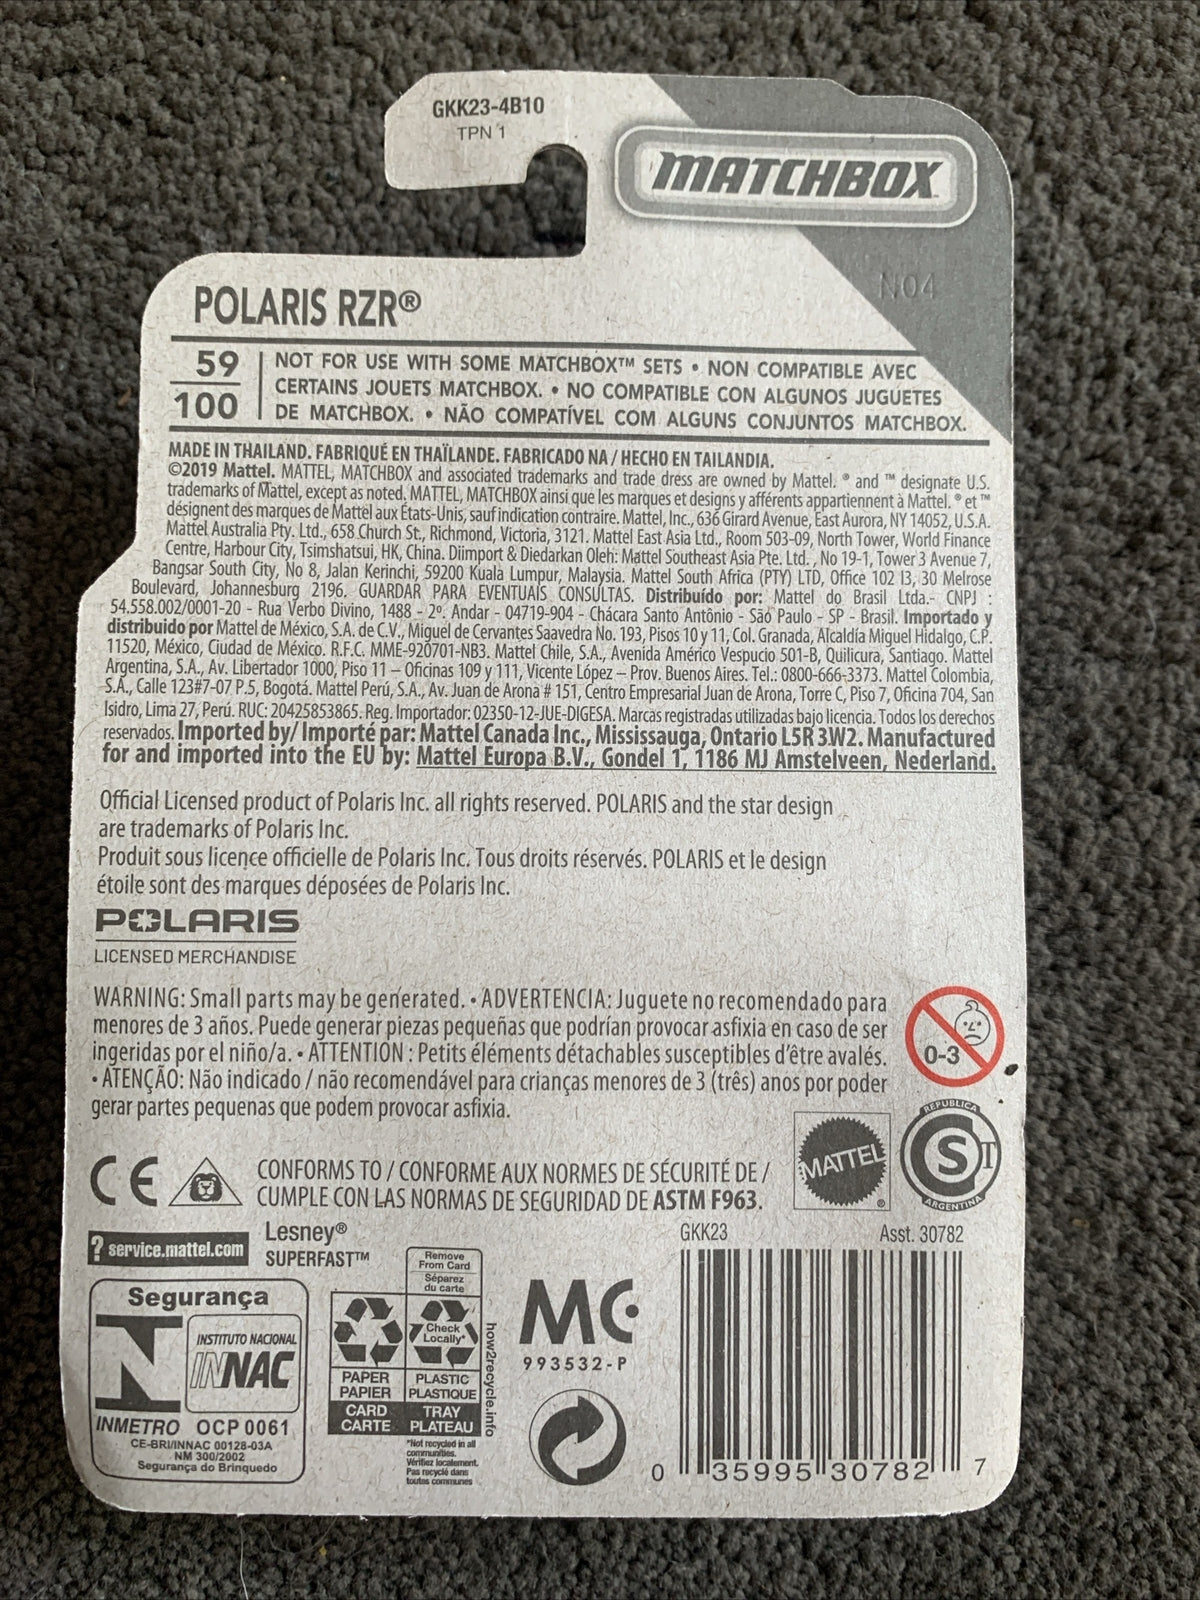 GKK23-4B10
TPN 1
MATCHBOX
N04
POLARIS RZR®
59
100
NOT FOR USE WITH SOME MATCHBOX™ SETS • NON COMPATIBLE AVEC
CERTAINS JOUETS MATCHBOX. • NO COMPATIBLE CON ALGUNOS JUGUETES
DE MATCHBOX. • NÃO COMPATÍVEL COM ALGUNS CONJUNTOS MATCHBOX.
MADE IN THAILAND. FABRIQUÉ EN THAÏLANDE. FABRICADO NA / HECHO EN TAILANDIA.
©2019 Mattel. MATTEL, MATCHBOX and associated trademarks and trade dress are owned by Mattel. ® and ™ designate U.S.
trademarks of Mattel, except as noted. MATTEL, MATCHBOX ainsi que les marques et designs y afférents appartiennent à Mattel. ® et ™
désignent des marques de Mattel aux États-Unis, sauf indication contraire. Mattel, Inc., 636 Girard Avenue, East Aurora, NY 14052, U.S.A.
Mattel Australia Pty. Ltd., 658 Church St., Richmond, Victoria, 3121. Mattel East Asia Ltd., Room 503-09, North Tower, World Finance
Centre, Harbour City, Tsimshatsui, HK, China. Diimport & Diedarkan Oleh: Mattel Southeast Asia Pte. Ltd., No 19-1, Tower 3 Avenue 7,
Bangsar South City, No 8, Jalan Kerinchi, 59200 Kuala Lumpur, Malaysia. Mattel South Africa (PTY) LTD, Office 102 I3, 30 Melrose
Boulevard, Johannesburg 2196. GUARDAR PARA EVENTUAIS CONSULTAS. Distribuído por: Mattel do Brasil Ltda.- CNPJ :
54.558.002/0001-20 - Rua Verbo Divino, 1488 - 2º. Andar - 04719-904 - Chácara Santo Antônio - São Paulo - SP - Brasil. Importado y
distribuido por Mattel de México, S.A. de C.V., Miguel de Cervantes Saavedra No. 193, Pisos 10 y 11, Col. Granada, Alcaldía Miguel Hidalgo, C.P.
11520, México, Ciudad de México. R.F.C. MME-920701-NB3. Mattel Chile, S.A., Avenida Américo Vespucio 501-B, Quilicura, Santiago. Mattel
Argentina, S.A., Av. Libertador 1000, Piso 11 – Oficinas 109 y 111, Vicente López – Prov. Buenos Aires. Tel.: 0800-666-3373. Mattel Colombia,
S.A., Calle 123#7-07 P.5, Bogotá. Mattel Perú, S.A., Av. Juan de Arona # 151, Centro Empresarial Juan de Arona, Torre C, Piso 7, Oficina 704, San
Isidro, Lima 27, Perú. RUC: 20425853865. Reg. Importador: 02350-12-JUE-DIGESA. Marcas registradas utilizadas bajo licencia. Todos los derechos
reservados. Imported by/ Importé par: Mattel Canada Inc., Mississauga, Ontario L5R 3W2. Manufactured
for and imported into the EU by: Mattel Europa B.V., Gondel 1, 1186 MJ Amstelveen, Nederland.
Official Licensed product of Polaris Inc. all rights reserved. POLARIS and the star design
are trademarks of Polaris Inc.
Produit sous licence officielle de Polaris Inc. Tous droits réservés. POLARIS et le design
étoile sont des marques déposées de Polaris Inc.
POLARIS
LICENSED MERCHANDISE
WARNING: Small parts may be generated. • ADVERTENCIA: Juguete no recomendado para
menores de 3 años. Puede generar piezas pequeñas que podrían provocar asfixia en caso de ser
ingeridas por el niño/a. • ATTENTION : Petits éléments détachables susceptibles d'être avalés.
• ATENÇÃO: Não indicado / não recomendável para crianças menores de 3 (três) anos por poder
gerar partes pequenas que podem provocar asfixia.
0-3
CE
CONFORMS TO / CONFORME AUX NORMES DE SÉCURITÉ DE /
CUMPLE CON LAS NORMAS DE SEGURIDAD DE ASTM F963.
MATTEL®
REPUBLICA
ARGENTINA
? service.mattel.com
Lesney®
SUPERFAST™
GKK23
Asst. 30782
Segurança
INSTITUTO NACIONAL
INNAC
INMETRO OCP 0061
CE-BRI/INNAC 00128-03A
NM 300/2002
Segurança do Brinquedo
Remove
From Card
Séparez
du carte
Check
Locally*
PAPER
PAPIER
PLASTIC
PLASTIQUE
CARD
CARTE
TRAY
PLATEAU
*Not recycled in all
communities.
Vérifiez localement.
Pas recyclé dans
toutes communes
how2recycle.info
MC
993532-P
0 35995 30782 7